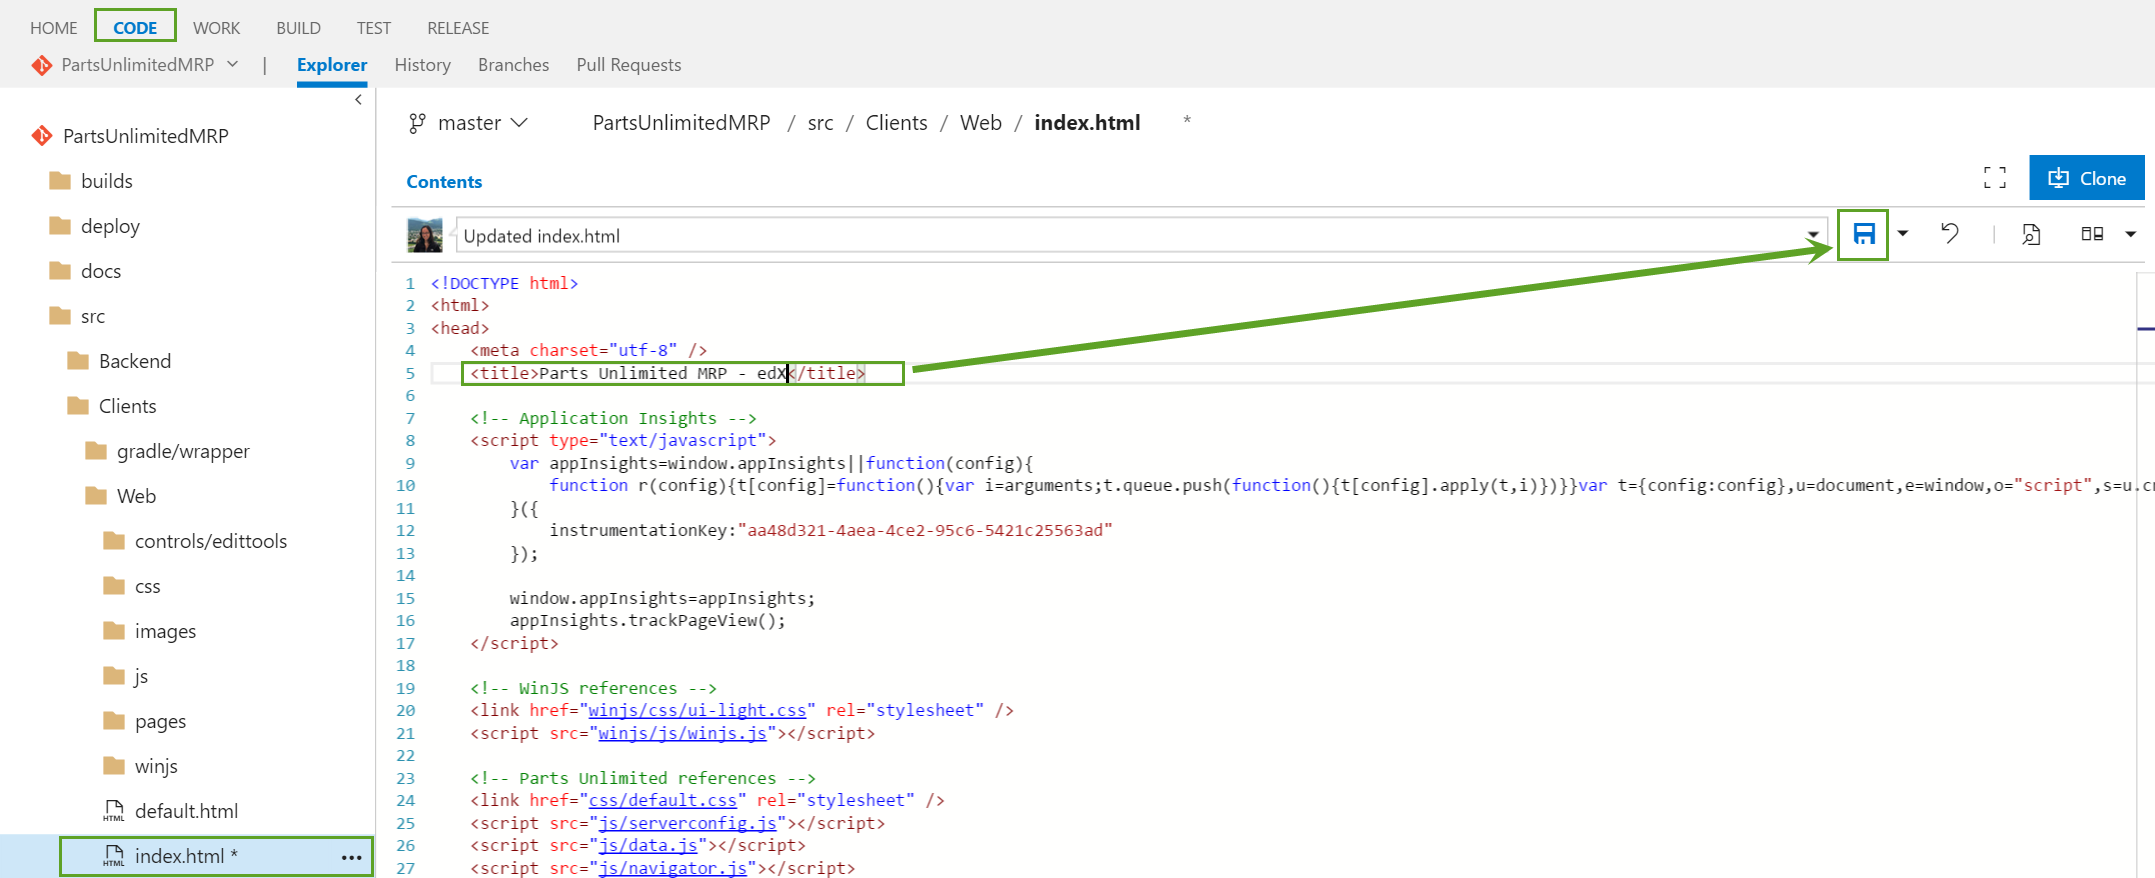 HOME CODE WORK BUILD TEST RELEASE
PartsUnlimitedMRP | Explorer History Branches Pull Requests
PartsUnlimitedMRP
builds
deploy
docs
src
Backend
Clients
gradle/wrapper
Web
controls/edittools
css
images
js
pages
winjs
default.html
index.html * •••
master PartsUnlimitedMRP / src / Clients / Web / index.html *
Contents
Clone
Updated index.html
1 <!DOCTYPE html>
2 <html>
3 <head>
4 <meta charset="utf-8" />
5 <title>Parts Unlimited MRP - edX</title>
6
7 <!-- Application Insights -->
8 <script type="text/javascript">
9 var appInsights=window.appInsights||function(config){
10 function r(config){t[config]=function(){var i=arguments;t.queue.push(function(){t[config].apply(t,i)})}}var t={config:config},u=document,e=window,o="script",s=u.cr
11 }({
12 instrumentationKey:"aa48d321-4aea-4ce2-95c6-5421c25563ad"
13 });
14
15 window.appInsights=appInsights;
16 appInsights.trackPageView();
17 </script>
18
19 <!-- WinJS references -->
20 <link href="winjs/css/ui-light.css" rel="stylesheet" />
21 <script src="winjs/js/winjs.js"></script>
22
23 <!-- Parts Unlimited references -->
24 <link href="css/default.css" rel="stylesheet" />
25 <script src="js/serverconfig.js"></script>
26 <script src="js/data.js"></script>
27 <script src="js/navigator.js"></script>